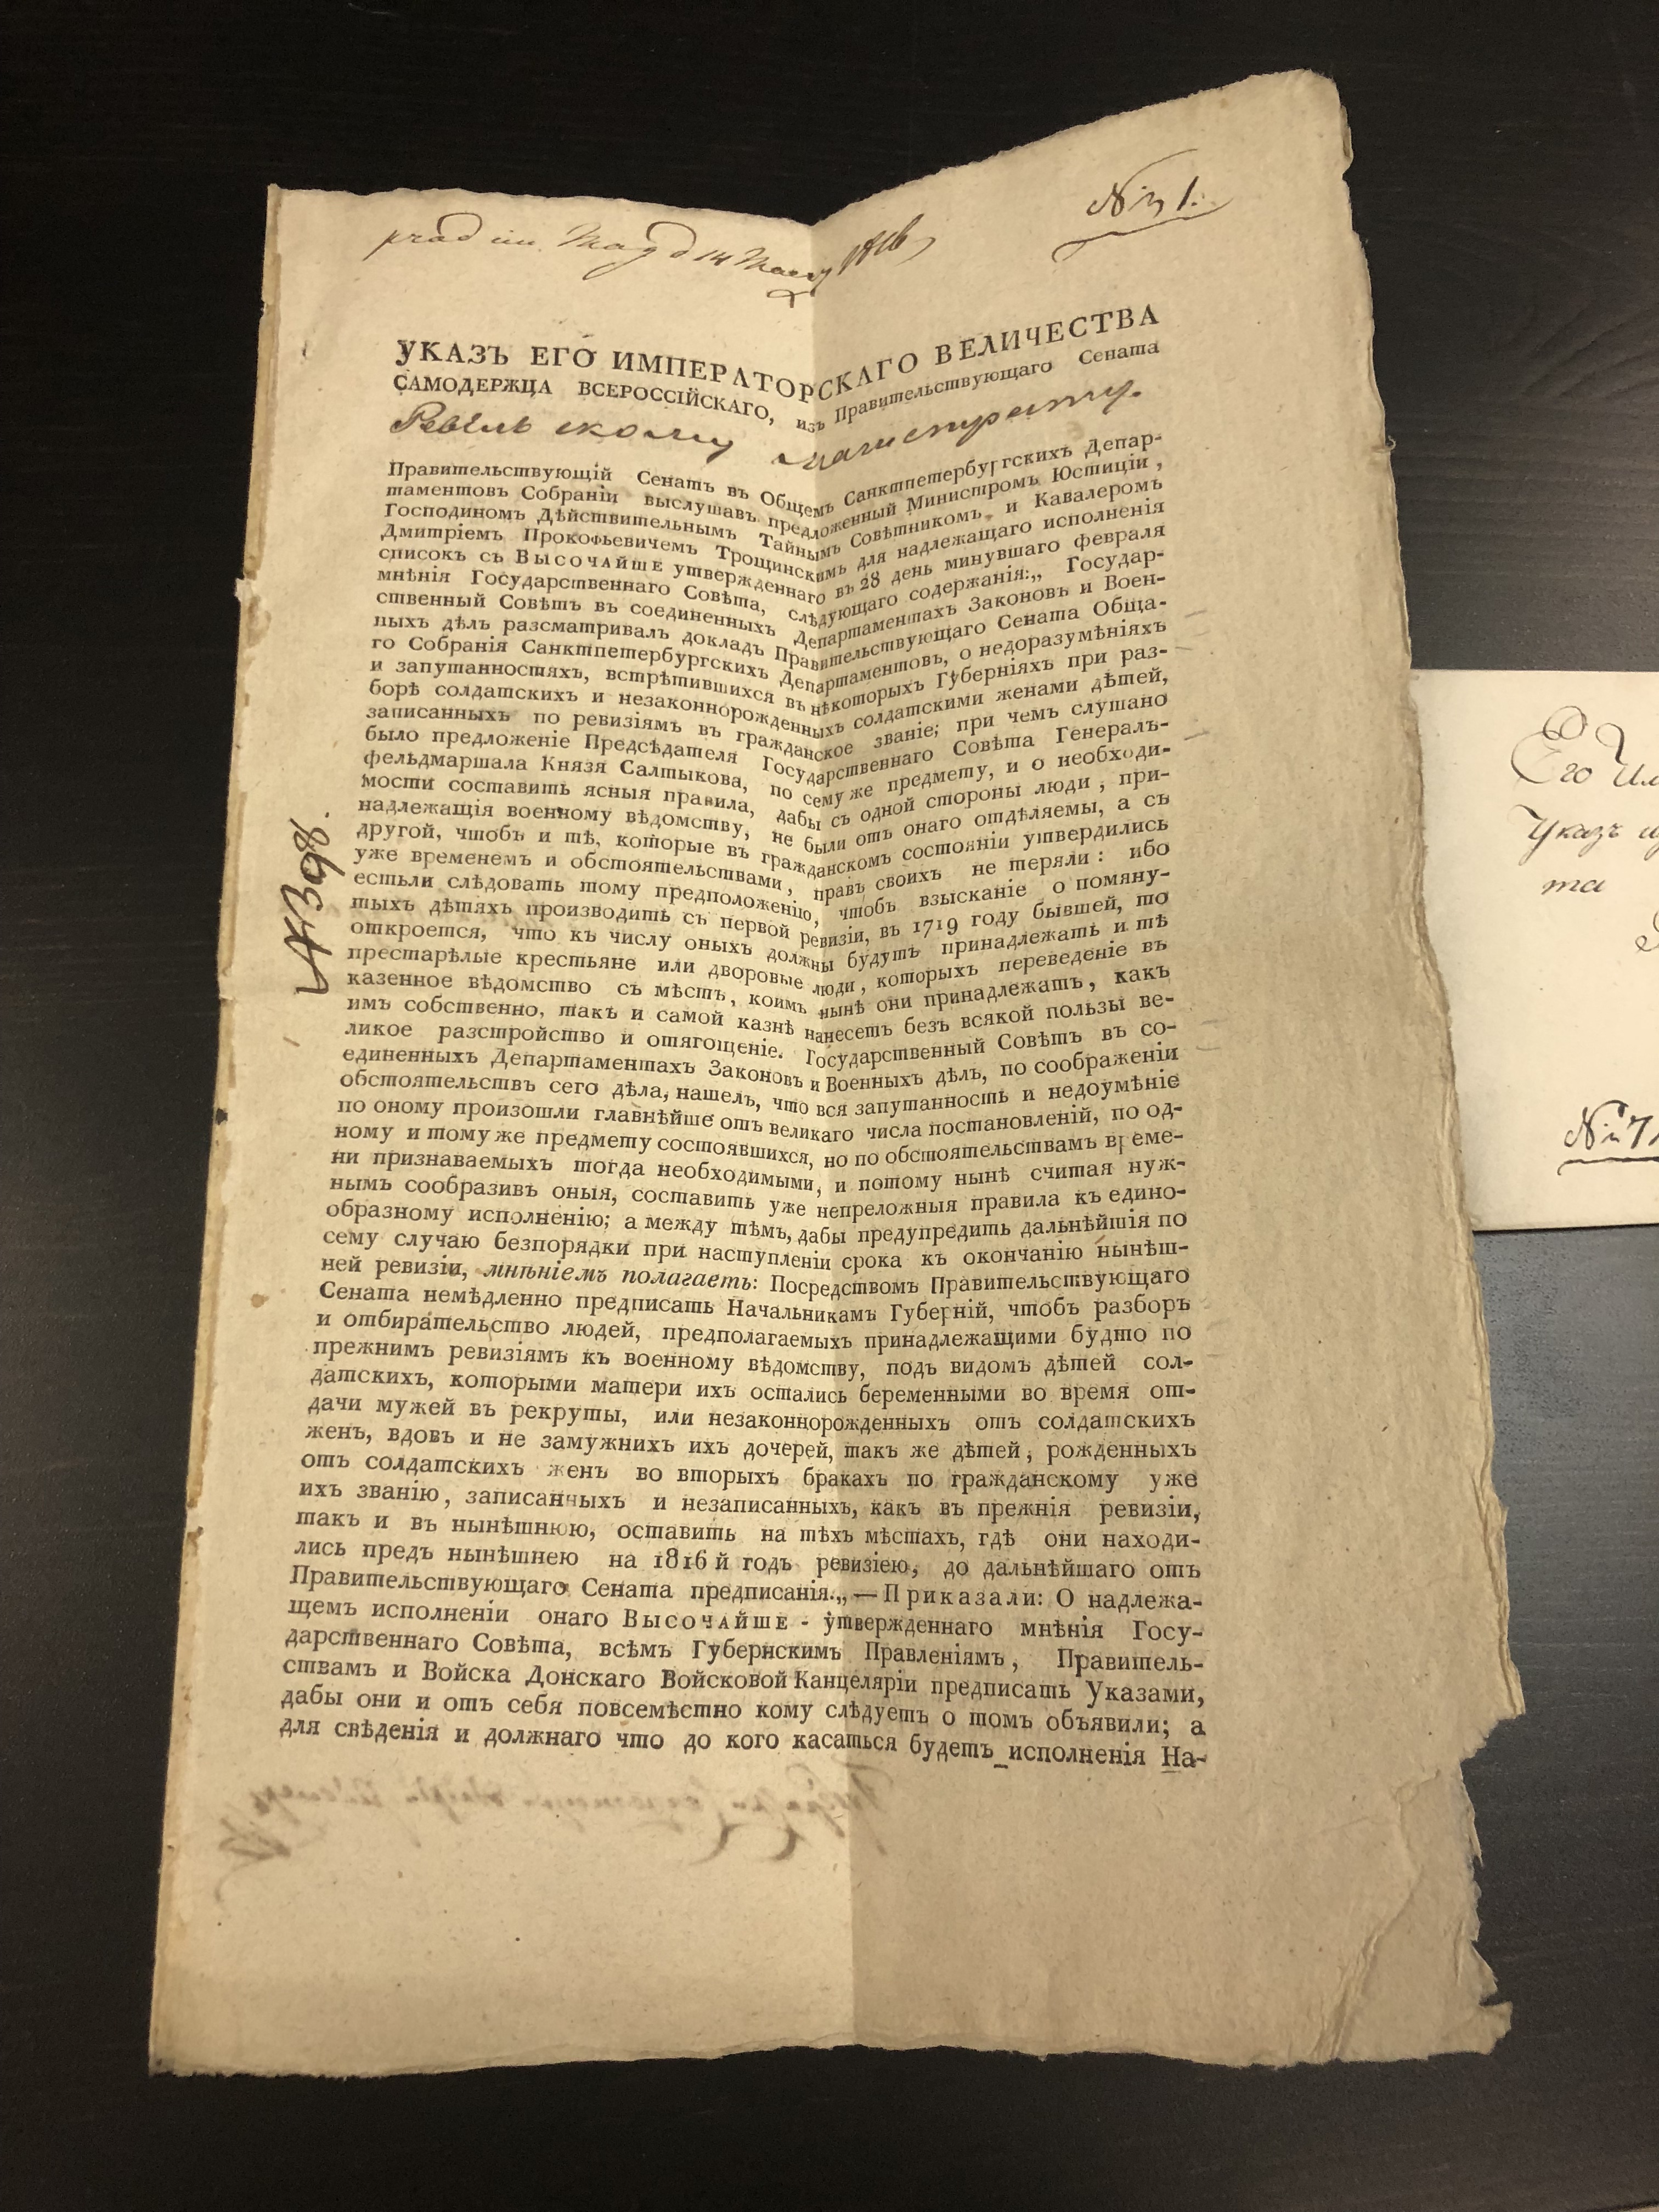 № 1.
УКАЗЪ ЕГО ИМПЕРАТОРСКАГО ВЕЛИЧЕСТВА
САМОДЕРЖЦА ВСЕРОССІЙСКАГО, изъ Правительствующаго Сената
Ревельскому магистрату.
Правительствующій Сенатъ въ Общемъ Санктпетербургскихъ Депар-
таментовъ Собраніи выслушавъ предложенный Министромъ Юстиціи,
Господиномъ Дѣйствительнымъ Тайнымъ Совѣтникомъ и Кавалеромъ
Дмитріемъ Прокофьевичемъ Трощинскимъ для надлежащаго исполненія
списокъ съ ВЫСОЧАЙШЕ утвержденнаго въ 28 день минувшаго февраля
мнѣнія Государственнаго Совѣта, слѣдующаго содержанія:„ Государ-
ственный Совѣтъ въ соединенныхъ Департаментахъ Законовъ и Воен-
ныхъ дѣлъ разсматривалъ докладъ Правительствующаго Сената Обща-
го Собранія Санктпетербургскихъ Департаментовъ, о недоразумѣніяхъ
и запутанностяхъ, встрѣтившихся въ нѣкоторыхъ Губерніяхъ при раз-
борѣ солдатскихъ и незаконнорожденныхъ солдатскими женами дѣтей,
записанныхъ по ревизіямъ въ гражданское званіе; при чемъ слушано
было предложеніе Предсѣдателя Государственнаго Совѣта Генералъ-
фельдмаршала Князя Салтыкова, по сему же предмету, и о необходи-
мости составить ясныя правила, дабы съ одной стороны люди, при-
надлежащія военному вѣдомству, не были отъ онаго отдѣляемы, а съ
другой, чтобъ и тѣ, которые въ гражданскомъ состояніи утвердились
уже временемъ и обстоятельствами, правъ своихъ не теряли: ибо
естьли слѣдовать тому предположенію, чтобъ взысканіе о помяну-
тыхъ дѣтяхъ производить съ первой ревизіи, въ 1719 году бывшей, то
откроется, что къ числу оныхъ должны будутъ принадлежать и тѣ
престарѣлые крестьяне или дворовые люди, которыхъ переведеніе въ
казенное вѣдомство съ мѣстъ, коимъ нынѣ они принадлежатъ, какъ
имъ собственно, такъ и самой казнѣ нанесетъ безъ всякой пользы ве-
ликое разстройство и отягощеніе. Государственный Совѣтъ въ со-
единенныхъ Департаментахъ Законовъ и Военныхъ дѣлъ, по соображеніи
обстоятельствъ сего дѣла, нашелъ, что вся запутанность и недоумѣніе
по оному произошли главнѣйше отъ великаго числа постановленій, по од-
ному и тому же предмету состоявшихся, но по обстоятельствамъ време-
ни признаваемыхъ тогда необходимыми, и потому нынѣ считая нуж-
нымъ сообразивъ оныя, составить уже непреложныя правила къ едино-
образному исполненію; а между тѣмъ, дабы предупредить дальнѣйшія по
сему случаю безпорядки при наступленіи срока къ окончанію нынѣш-
ней ревизіи, мнѣніемъ полагаетъ: Посредствомъ Правительствующаго
Сената немѣдленно предписать Начальникамъ Губерній, чтобъ разборъ
и отбирательство людей, предполагаемыхъ принадлежащими будто по
прежнимъ ревизіямъ къ военному вѣдомству, подъ видомъ дѣтей сол-
датскихъ, которыми матери ихъ остались беременными во время от-
дачи мужей въ рекруты, или незаконнорожденныхъ отъ солдатскихъ
женъ, вдовъ и не замужнихъ ихъ дочерей, такъ же дѣтей, рожденныхъ
отъ солдатскихъ женъ во вторыхъ бракахъ по гражданскому уже
ихъ званію, записанныхъ и незаписанныхъ, какъ въ прежнія ревизіи,
такъ и въ нынѣшнюю, оставить на тѣхъ мѣстахъ, гдѣ они находи-
лись предъ нынѣшнею на 1816й годъ ревизіею, до дальнѣйшаго отъ
Правительствующаго Сената предписанія.„ — Приказали: О надлежа-
щемъ исполненіи онаго ВЫСОЧАЙШЕ - утвержденнаго мнѣнія Госу-
дарственнаго Совѣта, всѣмъ Губернскимъ Правленіямъ, Правитель-
ствамъ и Войска Донскаго Войсковой Канцеляріи предписать Указами,
дабы они и отъ себя повсемѣстно кому слѣдуетъ о томъ объявили; а
для свѣденія и должнаго что до кого касаться будетъ исполненія На-
398.
Его
Указъ
та